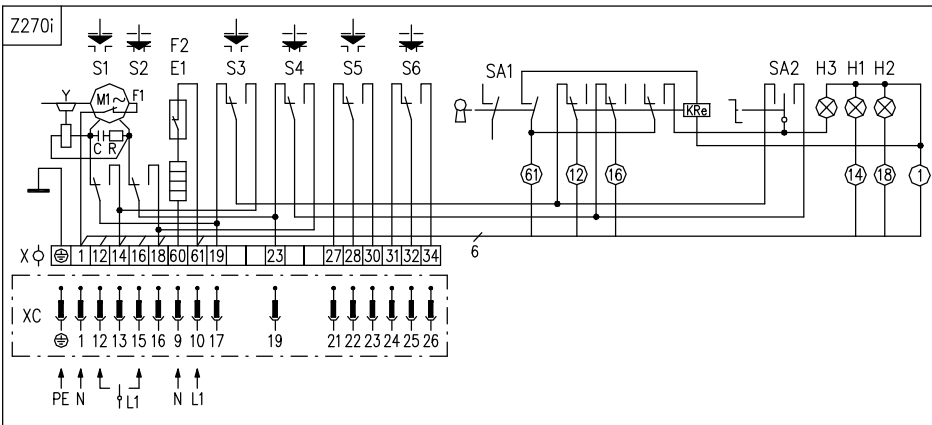 Z270i
F2
S1 S2 E1 S3 S4 S5 S6 SA1 SA2 H3 H1 H2
Y M1~ F1
KRe
C R
61 12 16 14 18 1
6
X 1 12 14 16 18 60 61 19 23 27 28 30 31 32 34
XC
1 12 13 15 16 9 10 17 19 21 22 23 24 25 26
PE N L1 N L1